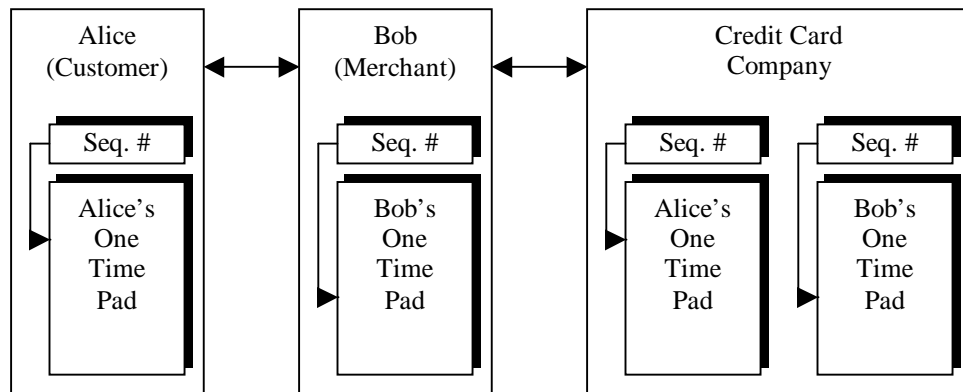 Alice
(Customer)
Bob
(Merchant)
Credit Card
Company
Seq. #
Seq. #
Seq. #
Seq. #
Alice's
One
Time
Pad
Bob's
One
Time
Pad
Alice's
One
Time
Pad
Bob's
One
Time
Pad